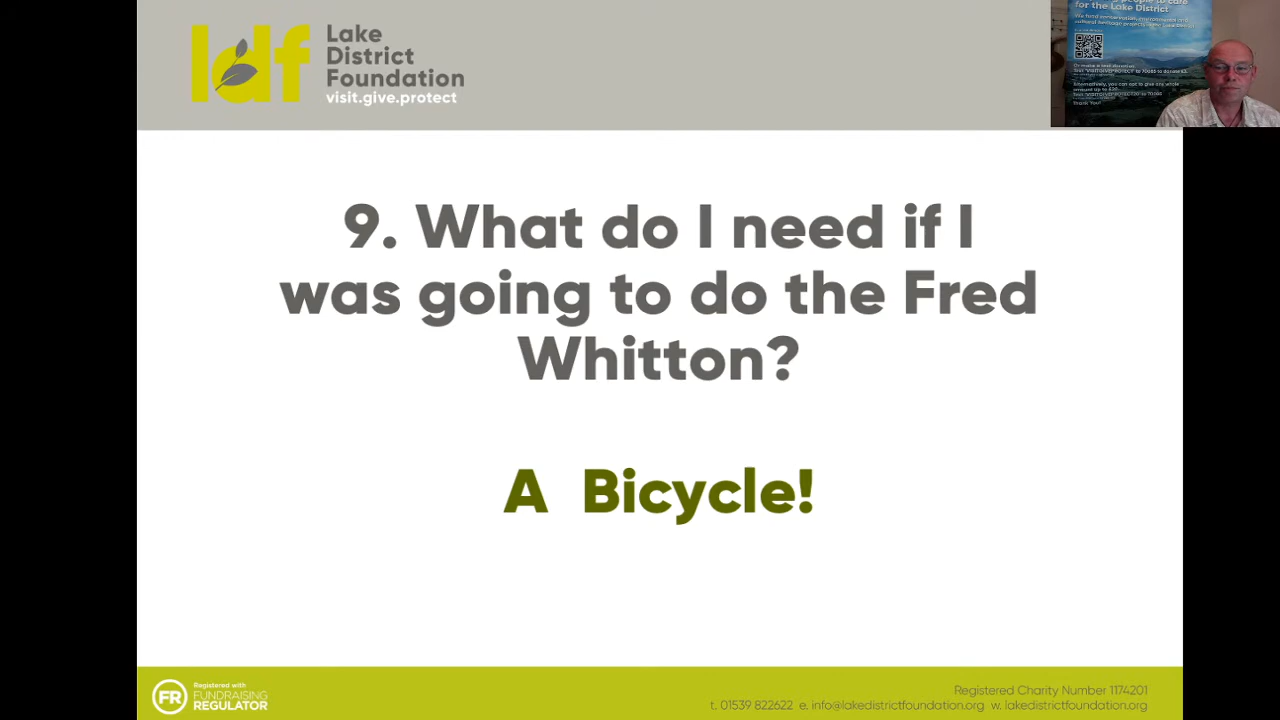 ldf
Lake
District
Foundation
visit.give.protect
for the Lake District
9. What do I need if I
was going to do the Fred
Whitton?
A Bicycle!
FR
Registered with
FUNDRAISING
REGULATOR
Registered Charity Number 1174201
t. 01539 822622 e. info@lakedistrictfoundation.org w. lakedistrictfoundation.org